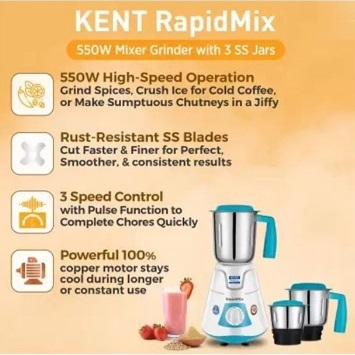 KENT RapidMix
550W Mixer Grinder with 3 SS Jars
550W High-Speed Operation
Grind Spices, Crush Ice for Cold Coffee,
or Make Sumptuous Chutneys in a Jiffy
Rust-Resistant SS Blades
Cut Faster & Finer for Perfect,
Smoother, & consistent results
3 Speed Control
with Pulse Function to
Complete Chores Quickly
Powerful 100%
copper motor stays
cool during longer
or constant use
KENT
RapidMix